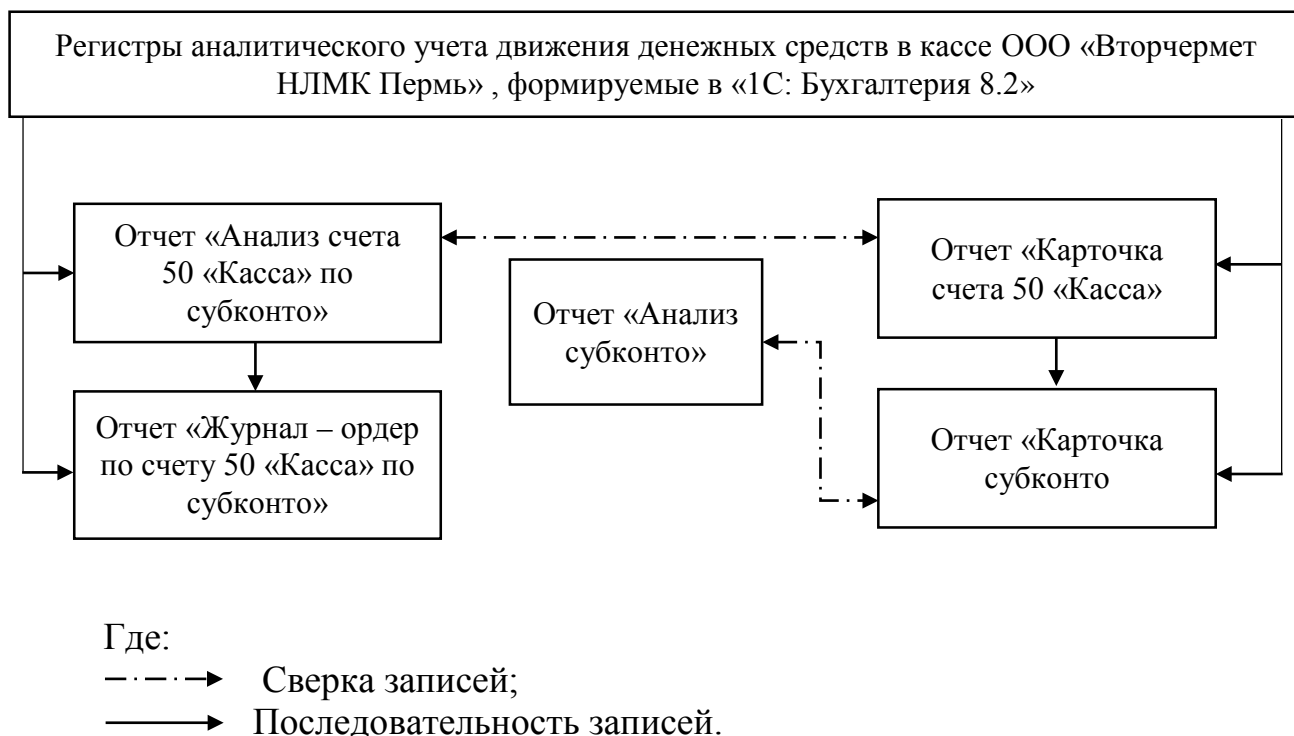 Регистры аналитического учета движения денежных средств в кассе ООО «Вторчермет
НЛМК Пермь» , формируемые в «1С: Бухгалтерия 8.2»
Отчет «Анализ счета
50 «Касса» по
субконто»
Отчет «Карточка
счета 50 «Касса»
Отчет «Анализ
субконто»
Отчет «Журнал – ордер
по счету 50 «Касса» по
субконто»
Отчет «Карточка
субконто
Где:
Сверка записей;
Последовательность записей.